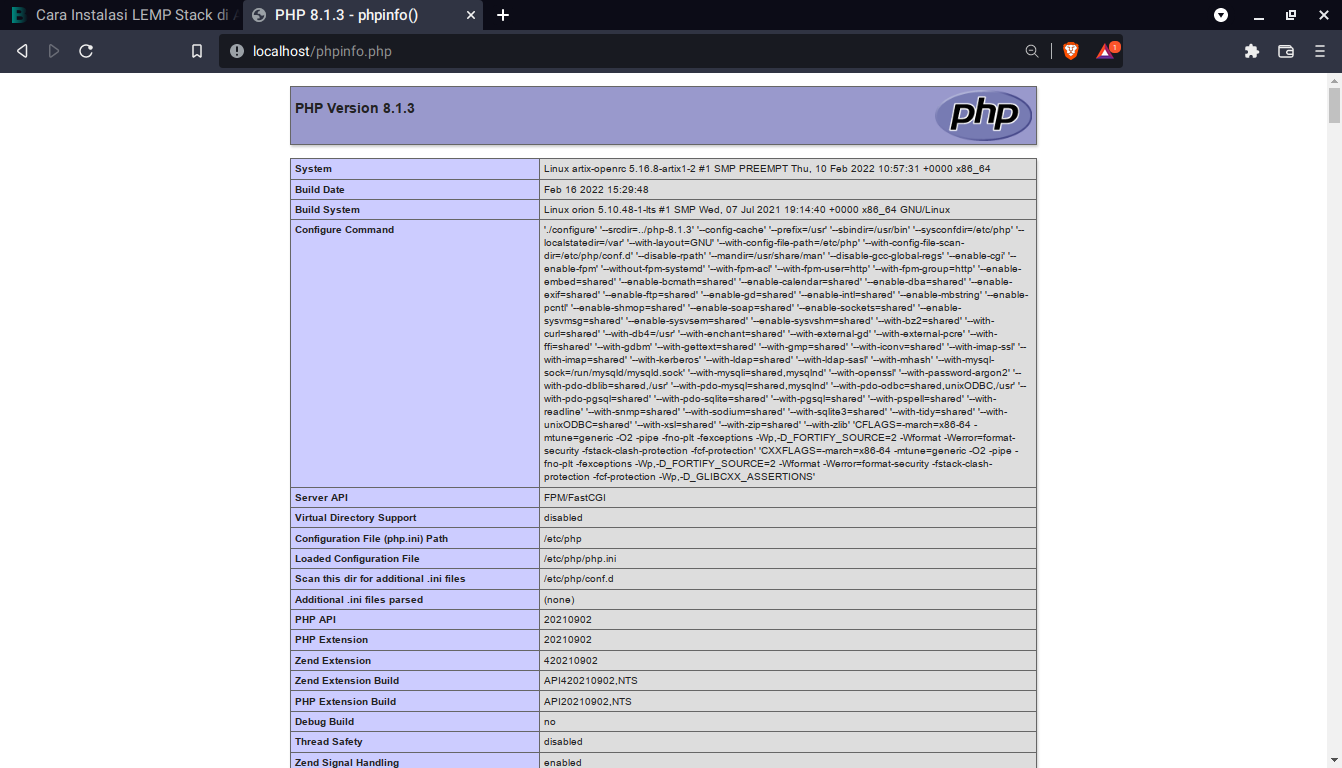 Cara Instalasi LEMP Stack di
PHP 8.1.3 - phpinfo()
localhost/phpinfo.php
1
PHP Version 8.1.3
php
System Linux artix-openrc 5.16.8-artix1-2 #1 SMP PREEMPT Thu, 10 Feb 2022 10:57:31 +0000 x86_64
Build Date Feb 16 2022 15:29:48
Build System Linux orion 5.10.48-1-lts #1 SMP Wed, 07 Jul 2021 19:14:40 +0000 x86_64 GNU/Linux
Configure Command './configure' '--srcdir=../php-8.1.3' '--config-cache' '--prefix=/usr' '--sbindir=/usr/bin' '--sysconfdir=/etc/php' '--
localstatedir=/var' '--with-layout=GNU' '--with-config-file-path=/etc/php' '--with-config-file-scan-
dir=/etc/php/conf.d' '--disable-rpath' '--mandir=/usr/share/man' '--disable-gcc-global-regs' '--enable-cgi' '--
enable-fpm' '--without-fpm-systemd' '--with-fpm-acl' '--with-fpm-user=http' '--with-fpm-group=http' '--enable-
embed=shared' '--enable-bcmath=shared' '--enable-calendar=shared' '--enable-dba=shared' '--enable-
exif=shared' '--enable-ftp=shared' '--enable-gd=shared' '--enable-intl=shared' '--enable-mbstring' '--enable-
pcntl' '--enable-shmop=shared' '--enable-soap=shared' '--enable-sockets=shared' '--enable-
sysvmsg=shared' '--enable-sysvsem=shared' '--enable-sysvshm=shared' '--with-bz2=shared' '--with-
curl=shared' '--with-db4=/usr' '--with-enchant=shared' '--with-external-gd' '--with-external-pcre' '--with-
ffi=shared' '--with-gdbm' '--with-gettext=shared' '--with-gmp=shared' '--with-iconv=shared' '--with-imap-ssl' '--
with-imap=shared' '--with-kerberos' '--with-ldap=shared' '--with-ldap-sasl' '--with-mhash' '--with-mysql-
sock=/run/mysqld/mysqld.sock' '--with-mysqli=shared,mysqlnd' '--with-openssl' '--with-password-argon2' '--
with-pdo-dblib=shared,/usr' '--with-pdo-mysql=shared,mysqlnd' '--with-pdo-odbc=shared,unixODBC,/usr' '--
with-pdo-pgsql=shared' '--with-pdo-sqlite=shared' '--with-pgsql=shared' '--with-pspell=shared' '--with-
readline' '--with-snmp=shared' '--with-sodium=shared' '--with-sqlite3=shared' '--with-tidy=shared' '--with-
unixODBC=shared' '--with-xsl=shared' '--with-zip=shared' '--with-zlib' 'CFLAGS=-march=x86-64 -
mtune=generic -O2 -pipe -fno-plt -fexceptions -Wp,-D_FORTIFY_SOURCE=2 -Wformat -Werror=format-
security -fstack-clash-protection -fcf-protection' 'CXXFLAGS=-march=x86-64 -mtune=generic -O2 -pipe -
fno-plt -fexceptions -Wp,-D_FORTIFY_SOURCE=2 -Wformat -Werror=format-security -fstack-clash-
protection -fcf-protection -Wp,-D_GLIBCXX_ASSERTIONS'
Server API FPM/FastCGI
Virtual Directory Support disabled
Configuration File (php.ini) Path /etc/php
Loaded Configuration File /etc/php/php.ini
Scan this dir for additional .ini files /etc/php/conf.d
Additional .ini files parsed (none)
PHP API 20210902
PHP Extension 20210902
Zend Extension 420210902
Zend Extension Build API420210902,NTS
PHP Extension Build API20210902,NTS
Debug Build no
Thread Safety disabled
Zend Signal Handling enabled